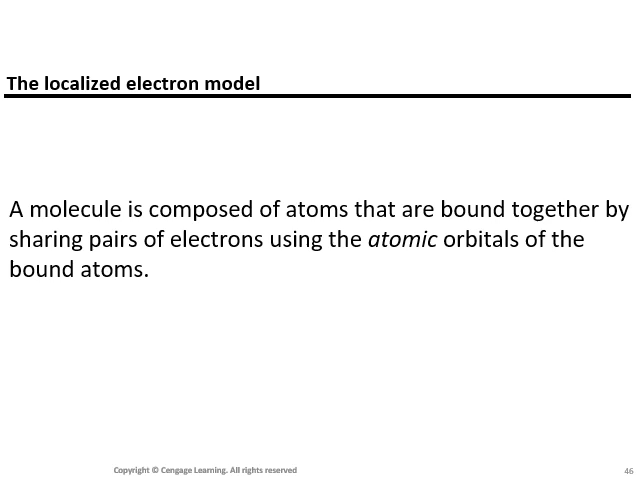 The localized electron model
A molecule is composed of atoms that are bound together by
sharing pairs of electrons using the atomic orbitals of the
bound atoms.
Copyright © Cengage Learning. All rights reserved
46